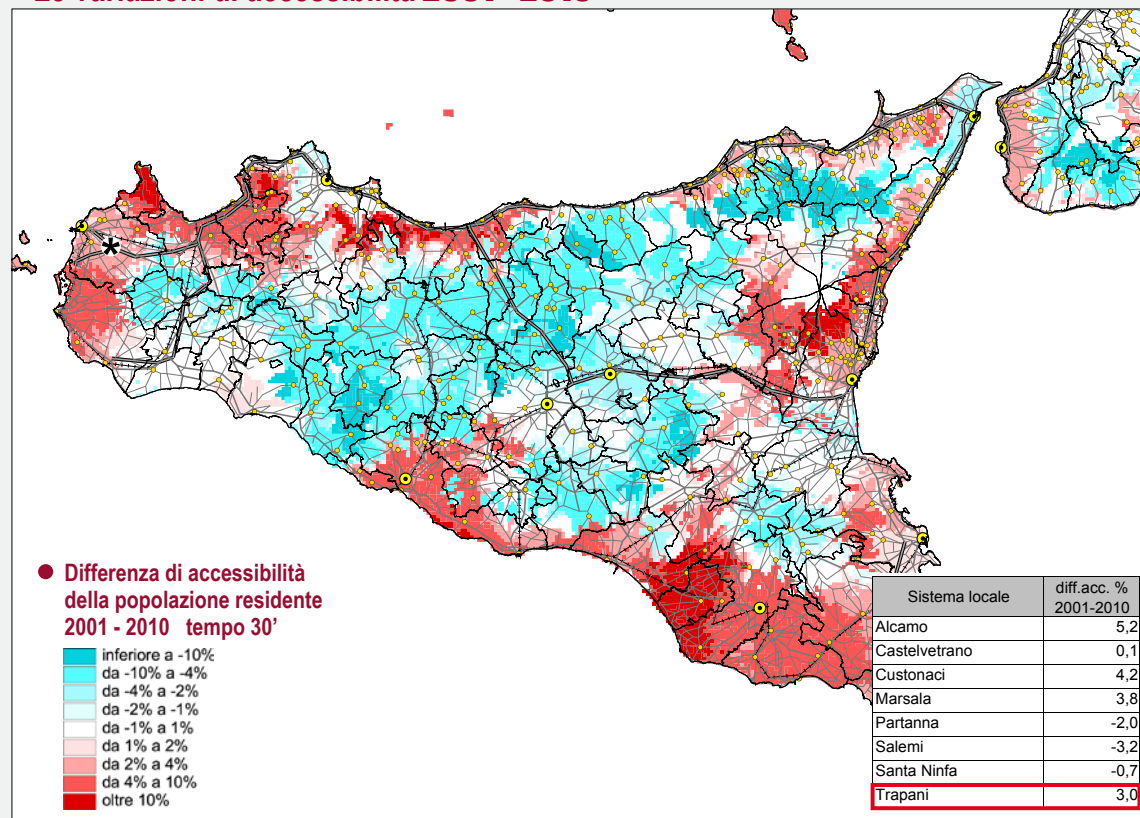 ● Differenza di accessibilità
della popolazione residente
2001 - 2010 tempo 30'
inferiore a -10%
da -10% a -4%
da -4% a -2%
da -2% a -1%
da -1% a 1%
da 1% a 2%
da 2% a 4%
da 4% a 10%
oltre 10%
Sistema locale diff.acc. % 2001-2010
Alcamo 5,2
Castelvetrano 0,1
Custonaci 4,2
Marsala 3,8
Partanna -2,0
Salemi -3,2
Santa Ninfa -0,7
Trapani 3,0